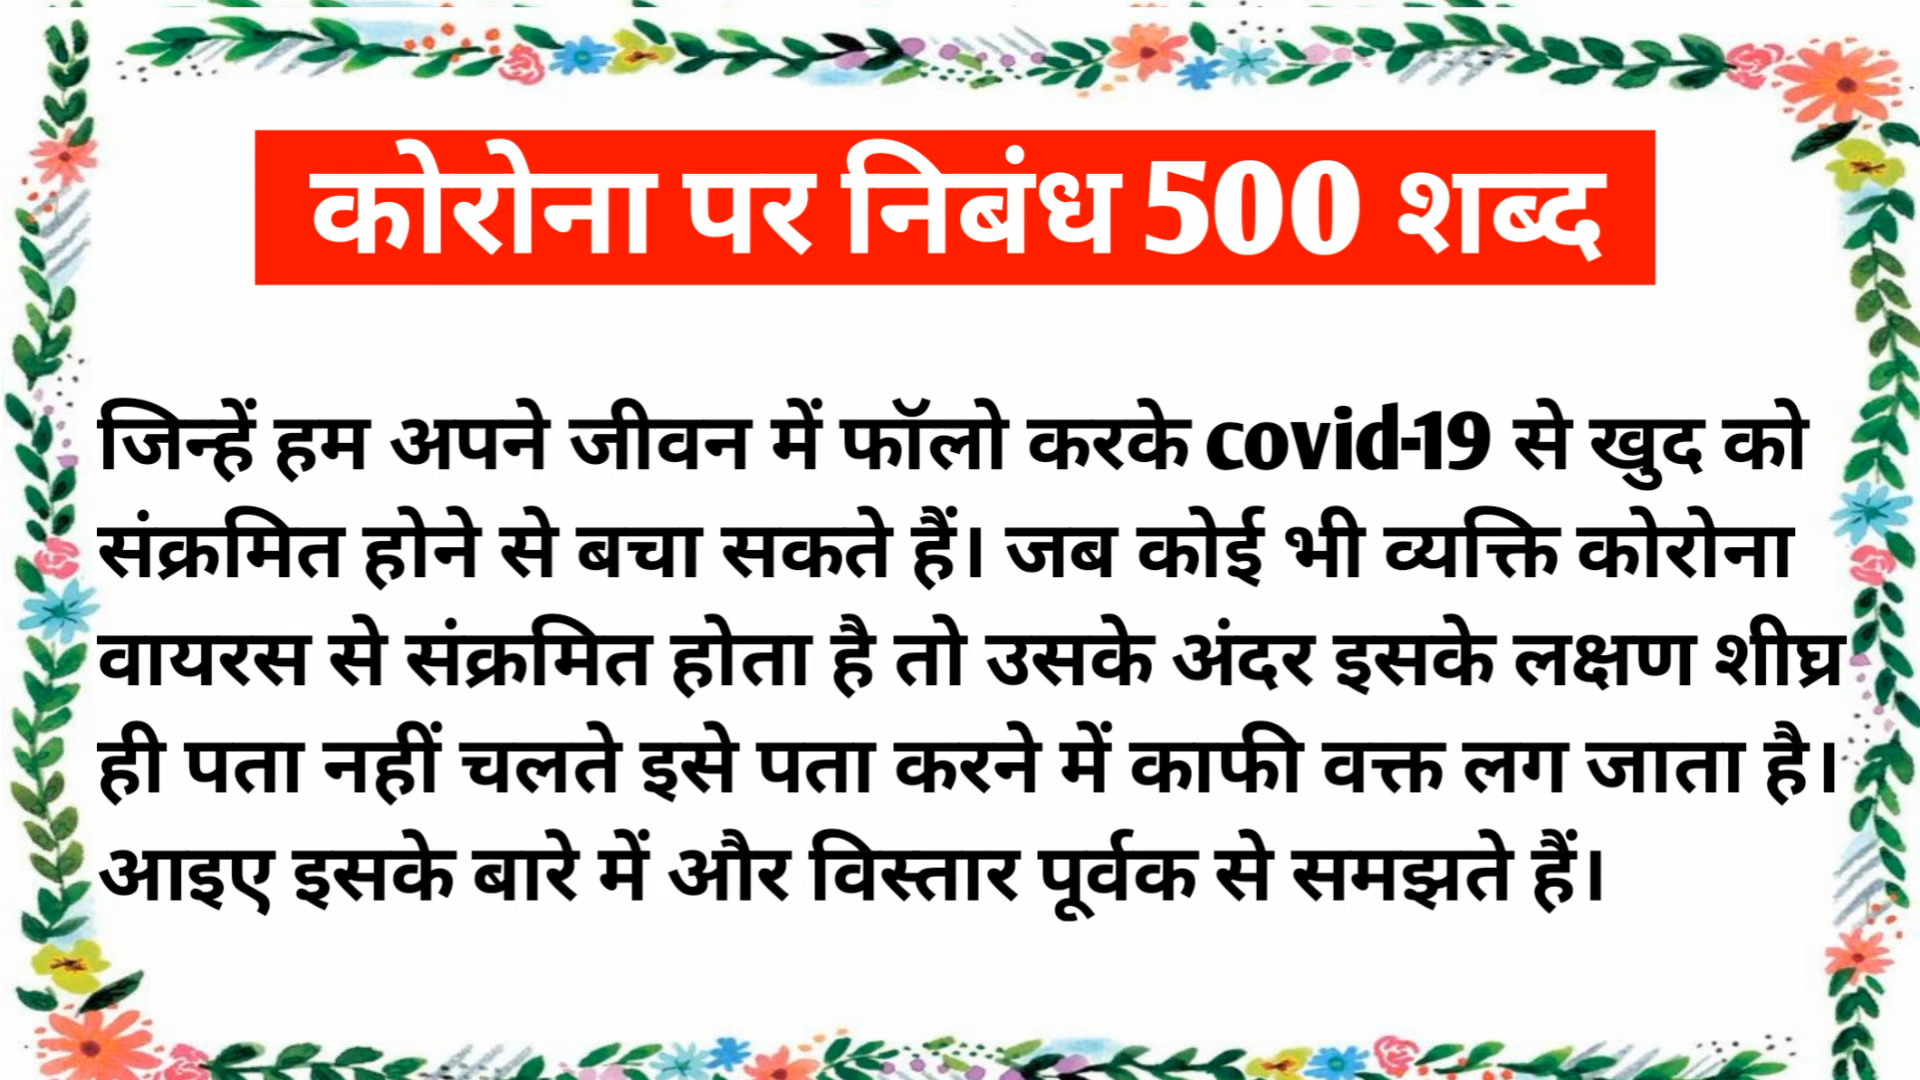 कोरोना पर निबंध 500 शब्द
जिन्हें हम अपने जीवन में फॉलो करके covid-19 से खुद को
संक्रमित होने से बचा सकते हैं। जब कोई भी व्यक्ति कोरोना
वायरस से संक्रमित होता है तो उसके अंदर इसके लक्षण शीघ्र
ही पता नहीं चलते इसे पता करने में काफी वक्त लग जाता है।
आइए इसके बारे में और विस्तार पूर्वक से समझते हैं।